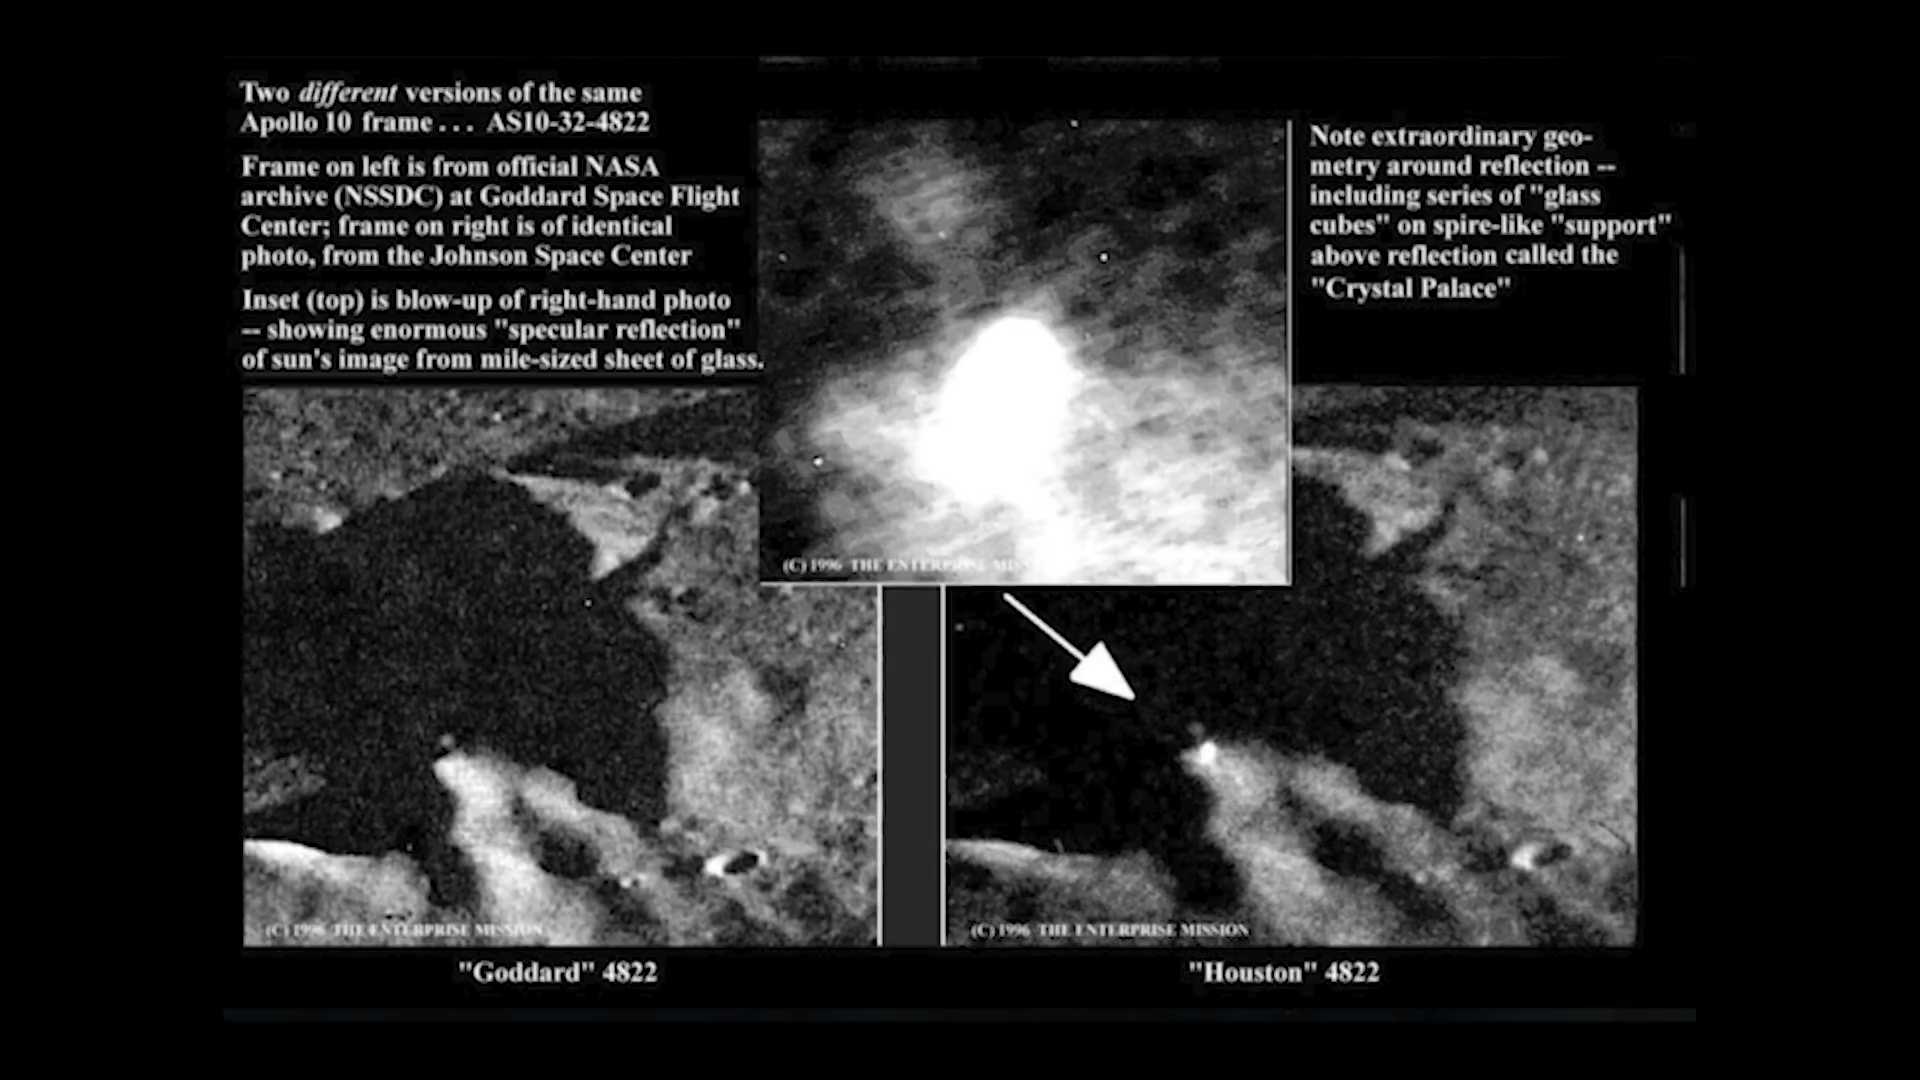 Two different versions of the same
Apollo 10 frame . . . AS10-32-4822
Frame on left is from official NASA
archive (NSSDC) at Goddard Space Flight
Center; frame on right is of identical
photo, from the Johnson Space Center
Inset (top) is blow-up of right-hand photo
-- showing enormous "specular reflection"
of sun's image from mile-sized sheet of glass.
Note extraordinary geo-
metry around reflection --
including series of "glass
cubes" on spire-like "support"
above reflection called the
"Crystal Palace"
(C) 1996 THE ENTERPRISE MIS
(C) 1996 THE ENTERPRISE MISSION
(C) 1996 THE ENTERPRISE MISSION
"Goddard" 4822
"Houston" 4822